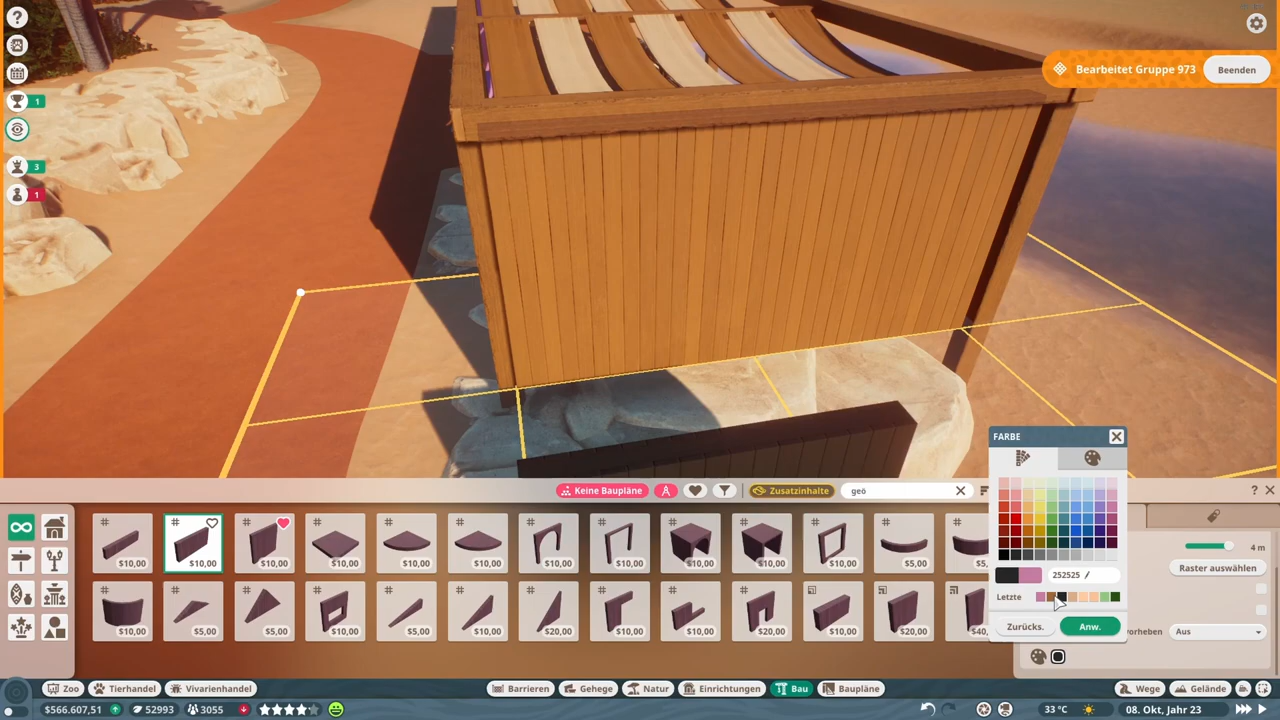 Bearbeitet Gruppe 973
Beenden
1
3
1
Keine Baupläne
Zusatzinhalte
geö
FARBE
252525 /
Letzte
Zurücks.
Anw.
4 m
Raster auswählen
Aus
$10,00 $10,00 $10,00 $10,00 $10,00 $10,00 $10,00 $10,00 $10,00 $10,00 $10,00
$10,00 $5,00 $5,00 $10,00 $5,00 $10,00 $20,00 $10,00 $10,00 $20,00 $10,00 $20,00
Zoo Tierhandel Vivarienhandel Barrieren Gehege Natur Einrichtungen Bau Baupläne Wege Gelände
$566.607,51 52993 3055 33 °C 08. Okt, Jahr 23